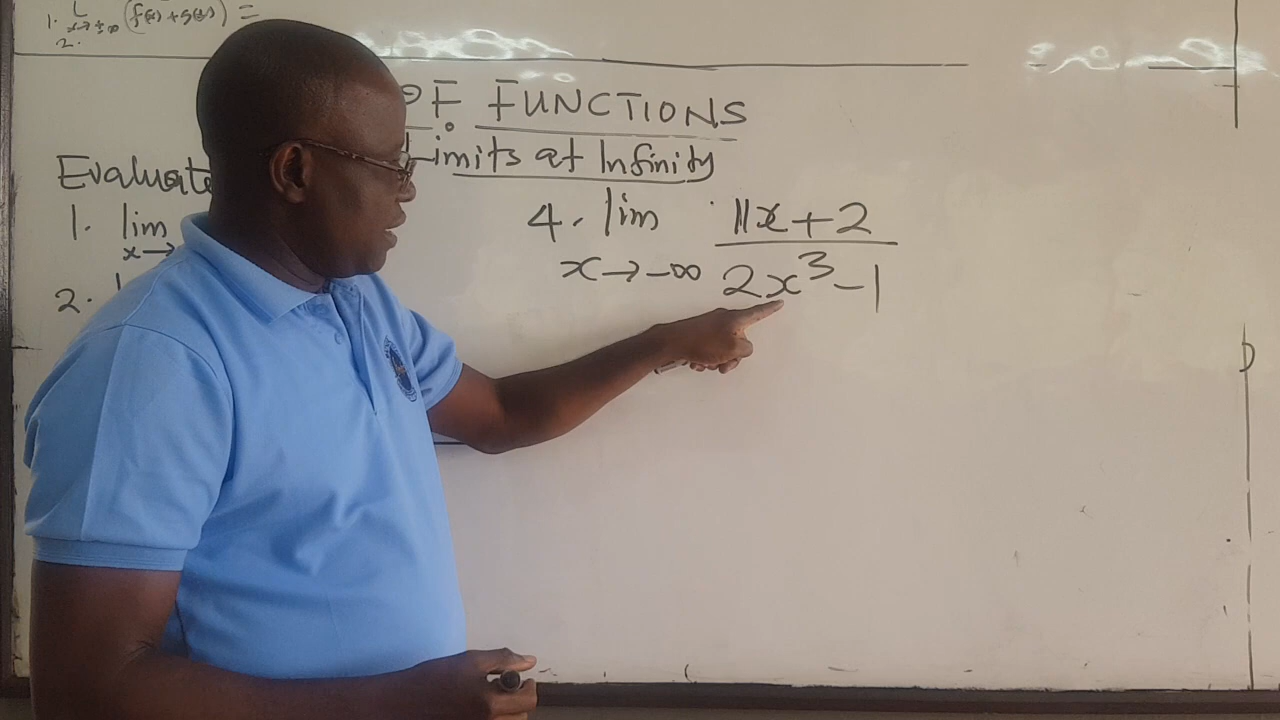 1. L (f(x) + g(x)) =
x→±∞
2.
OF FUNCTIONS
Limits at Infinity
Evaluate
1. lim
x→
2.
4. lim 11x+2
x→-∞ 2x³-1